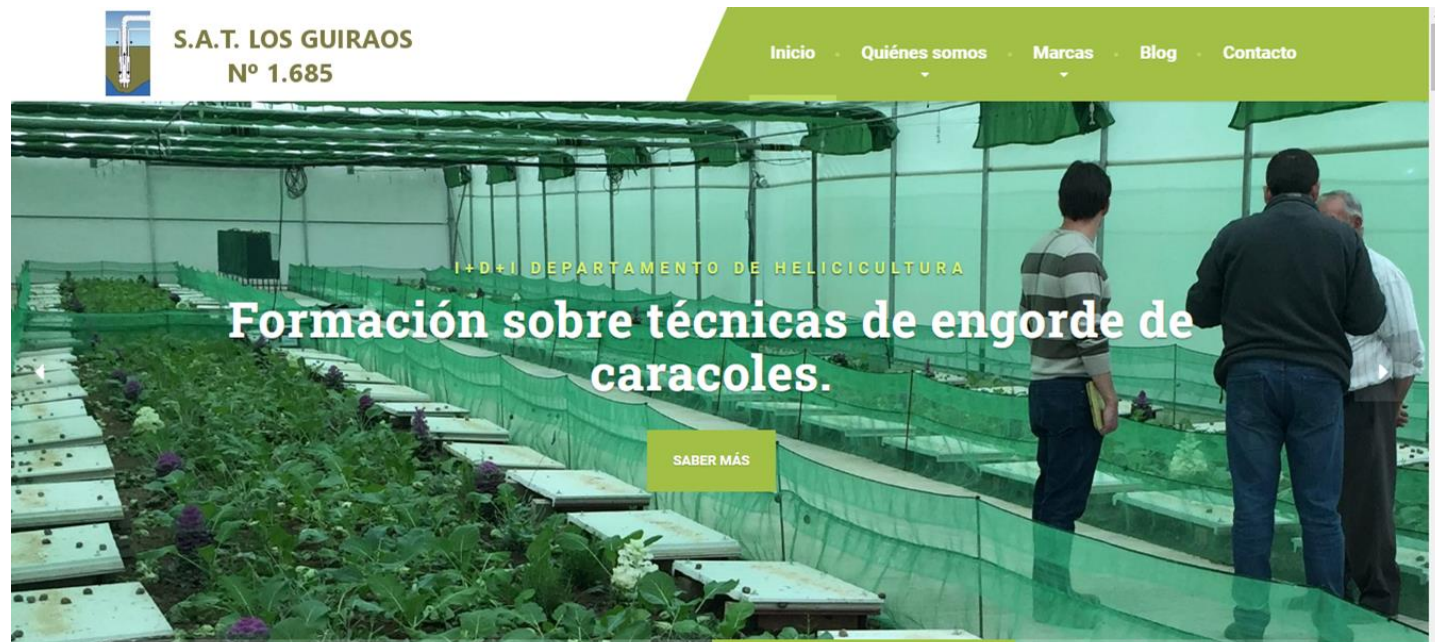 S.A.T. LOS GUIRAOS
Nº 1.685
Inicio
Quiénes somos
Marcas
Blog
Contacto
I+D+I DEPARTAMENTO DE HELICICULTURA
Formación sobre técnicas de engorde de
caracoles.
SABER MÁS